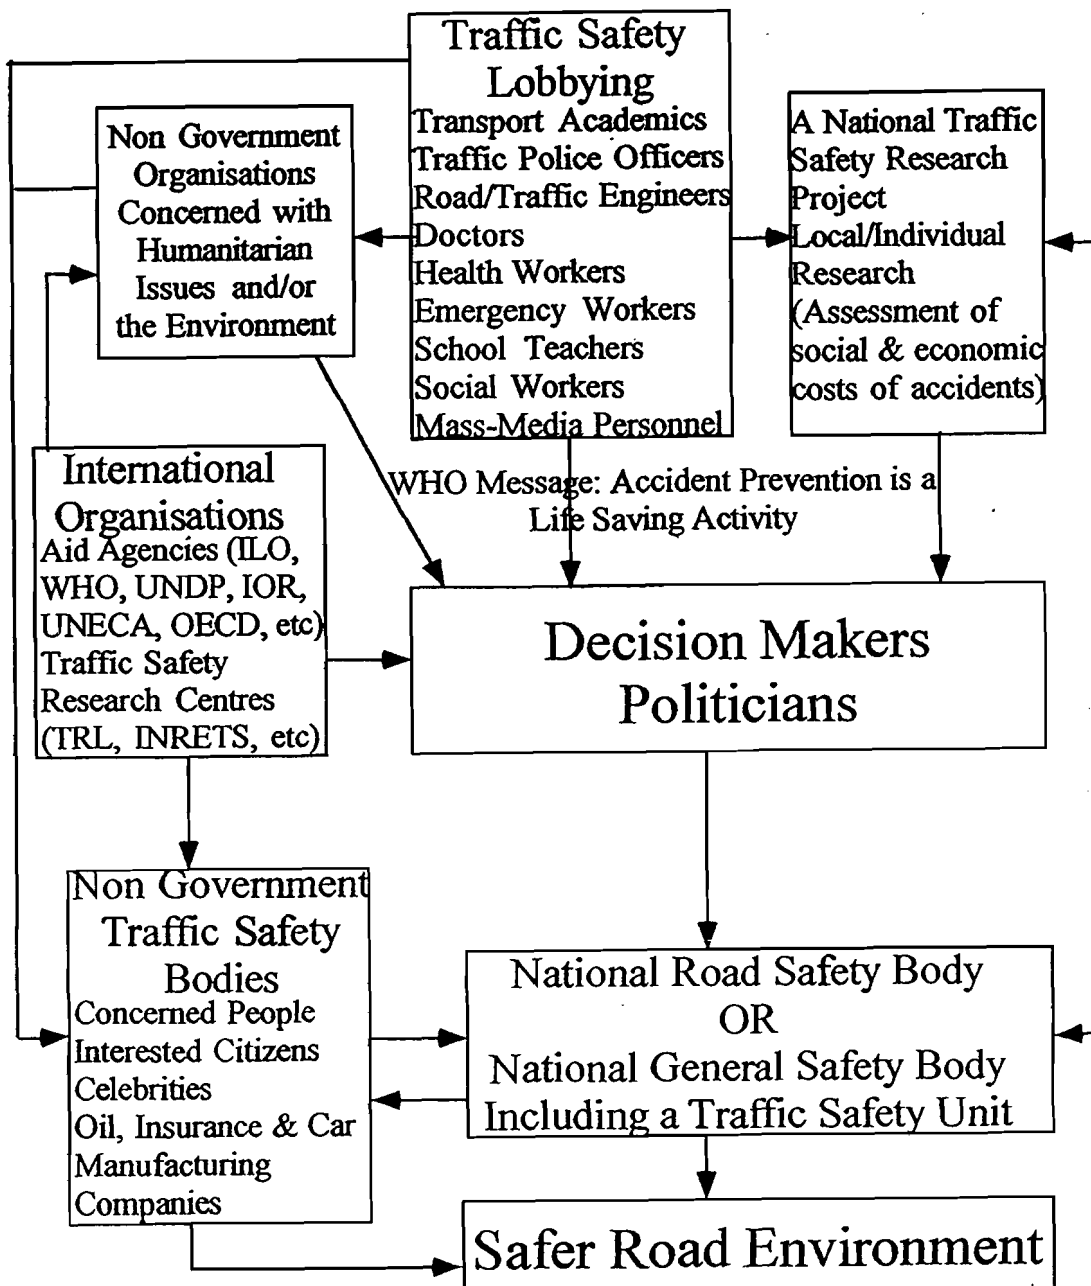 Traffic Safety
Lobbying
Transport Academics
Traffic Police Officers
Road/Traffic Engineers
Doctors
Health Workers
Emergency Workers
School Teachers
Social Workers
Mass-Media Personnel
Non Government
Organisations
Concerned with
Humanitarian
Issues and/or
the Environment
A National Traffic
Safety Research
Project
Local/Individual
Research
(Assessment of
social & economic
costs of accidents)
WHO Message: Accident Prevention is a
Life Saving Activity
International
Organisations
Aid Agencies (ILO,
WHO, UNDP, IOR,
UNECA, OECD, etc)
Traffic Safety
Research Centres
(TRL, INRETS, etc)
Decision Makers
Politicians
Non Government
Traffic Safety
Bodies
Concerned People
Interested Citizens
Celebrities
Oil, Insurance & Car
Manufacturing
Companies
National Road Safety Body
OR
National General Safety Body
Including a Traffic Safety Unit
Safer Road Environment